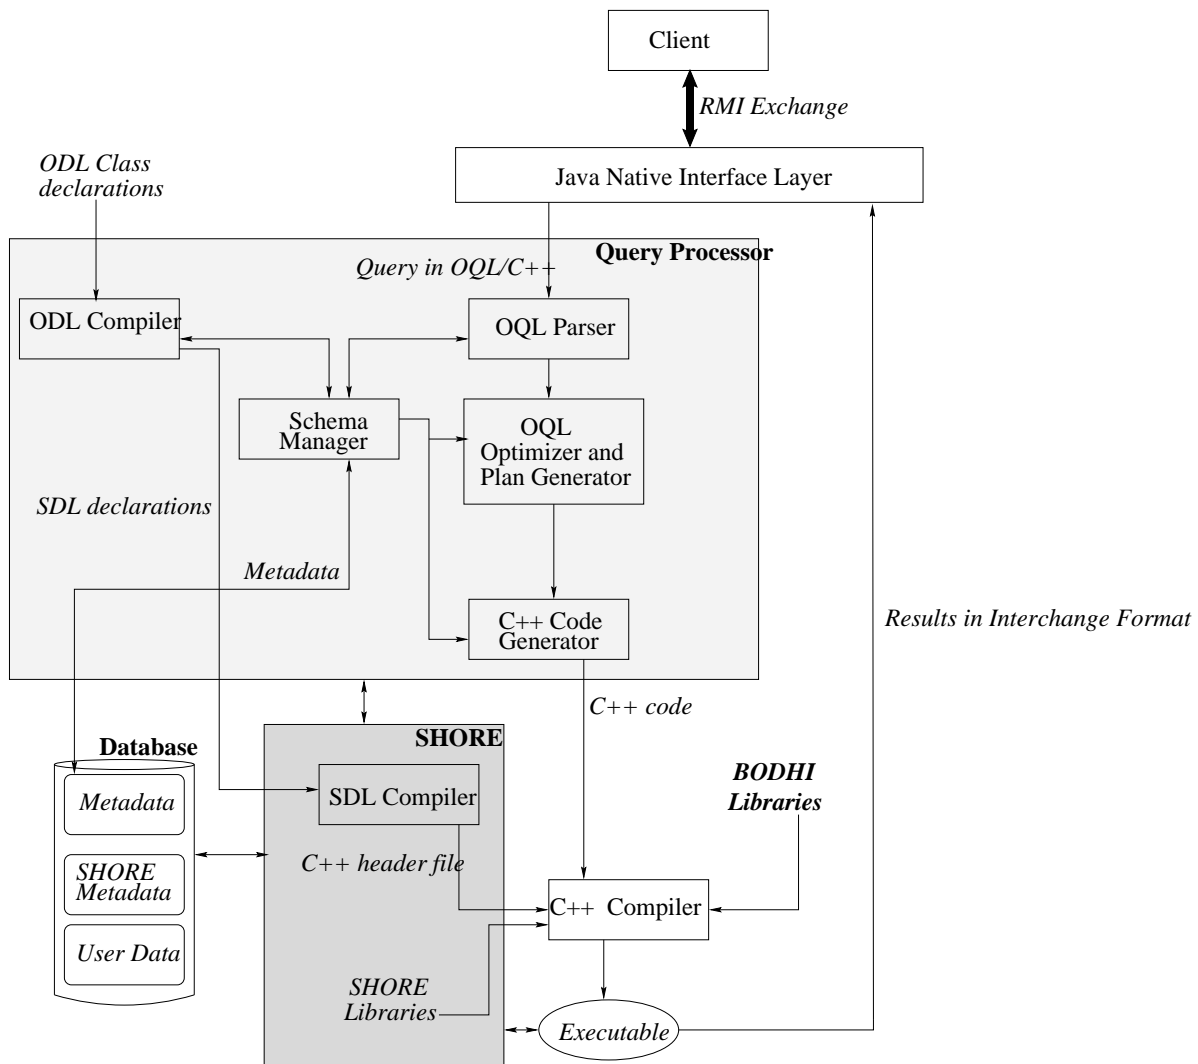 Client
RMI Exchange
ODL Class
declarations
Java Native Interface Layer
Query Processor
Query in OQL/C++
ODL Compiler
OQL Parser
Schema
Manager
OQL
Optimizer and
Plan Generator
SDL declarations
Metadata
C++ Code
Generator
Results in Interchange Format
C++ code
SHORE
Database
SDL Compiler
BODHI
Libraries
Metadata
C++ header file
SHORE
Metadata
C++ Compiler
User Data
SHORE
Libraries
Executable